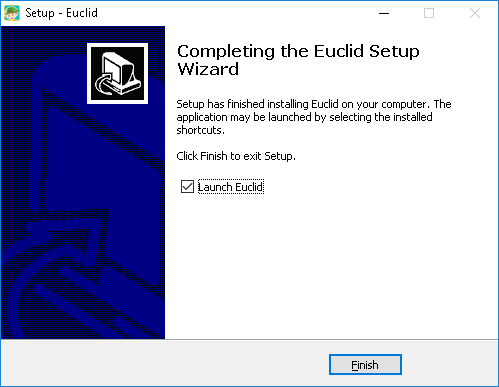 Setup - Euclid
Completing the Euclid Setup
Wizard
Setup has finished installing Euclid on your computer. The
application may be launched by selecting the installed
shortcuts.
Click Finish to exit Setup.
Launch Euclid
Finish